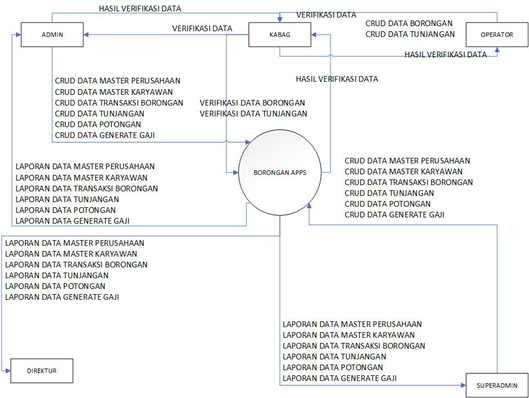 HASIL VERIFIKASI DATA
VERIFIKASI DATA
VERIFIKASI DATA
CRUD DATA BORONGAN
CRUD DATA TUNJANGAN
ADMIN
KABAG
OPERATOR
HASIL VERIFIKASI DATA
HASIL VERIFIKASI DATA
CRUD DATA MASTER PERUSAHAAN
CRUD DATA MASTER KARYAWAN
CRUD DATA TRANSAKSI BORONGAN
CRUD DATA TUNJANGAN
CRUD DATA POTONGAN
CRUD DATA GENERATE GAJI
VERIFIKASI DATA BORONGAN
VERIFIKASI DATA TUNJANGAN
BORONGAN APPS
LAPORAN DATA MASTER PERUSAHAAN
LAPORAN DATA MASTER KARYAWAN
LAPORAN DATA TRANSAKSI BORONGAN
LAPORAN DATA TUNJANGAN
LAPORAN DATA POTONGAN
LAPORAN DATA GENERATE GAJI
CRUD DATA MASTER PERUSAHAAN
CRUD DATA MASTER KARYAWAN
CRUD DATA TRANSAKSI BORONGAN
CRUD DATA TUNJANGAN
CRUD DATA POTONGAN
CRUD DATA GENERATE GAJI
LAPORAN DATA MASTER PERUSAHAAN
LAPORAN DATA MASTER KARYAWAN
LAPORAN DATA TRANSAKSI BORONGAN
LAPORAN DATA TUNJANGAN
LAPORAN DATA POTONGAN
LAPORAN DATA GENERATE GAJI
LAPORAN DATA MASTER PERUSAHAAN
LAPORAN DATA MASTER KARYAWAN
LAPORAN DATA TRANSAKSI BORONGAN
LAPORAN DATA TUNJANGAN
LAPORAN DATA POTONGAN
LAPORAN DATA GENERATE GAJI
DIREKTUR
SUPERADMIN